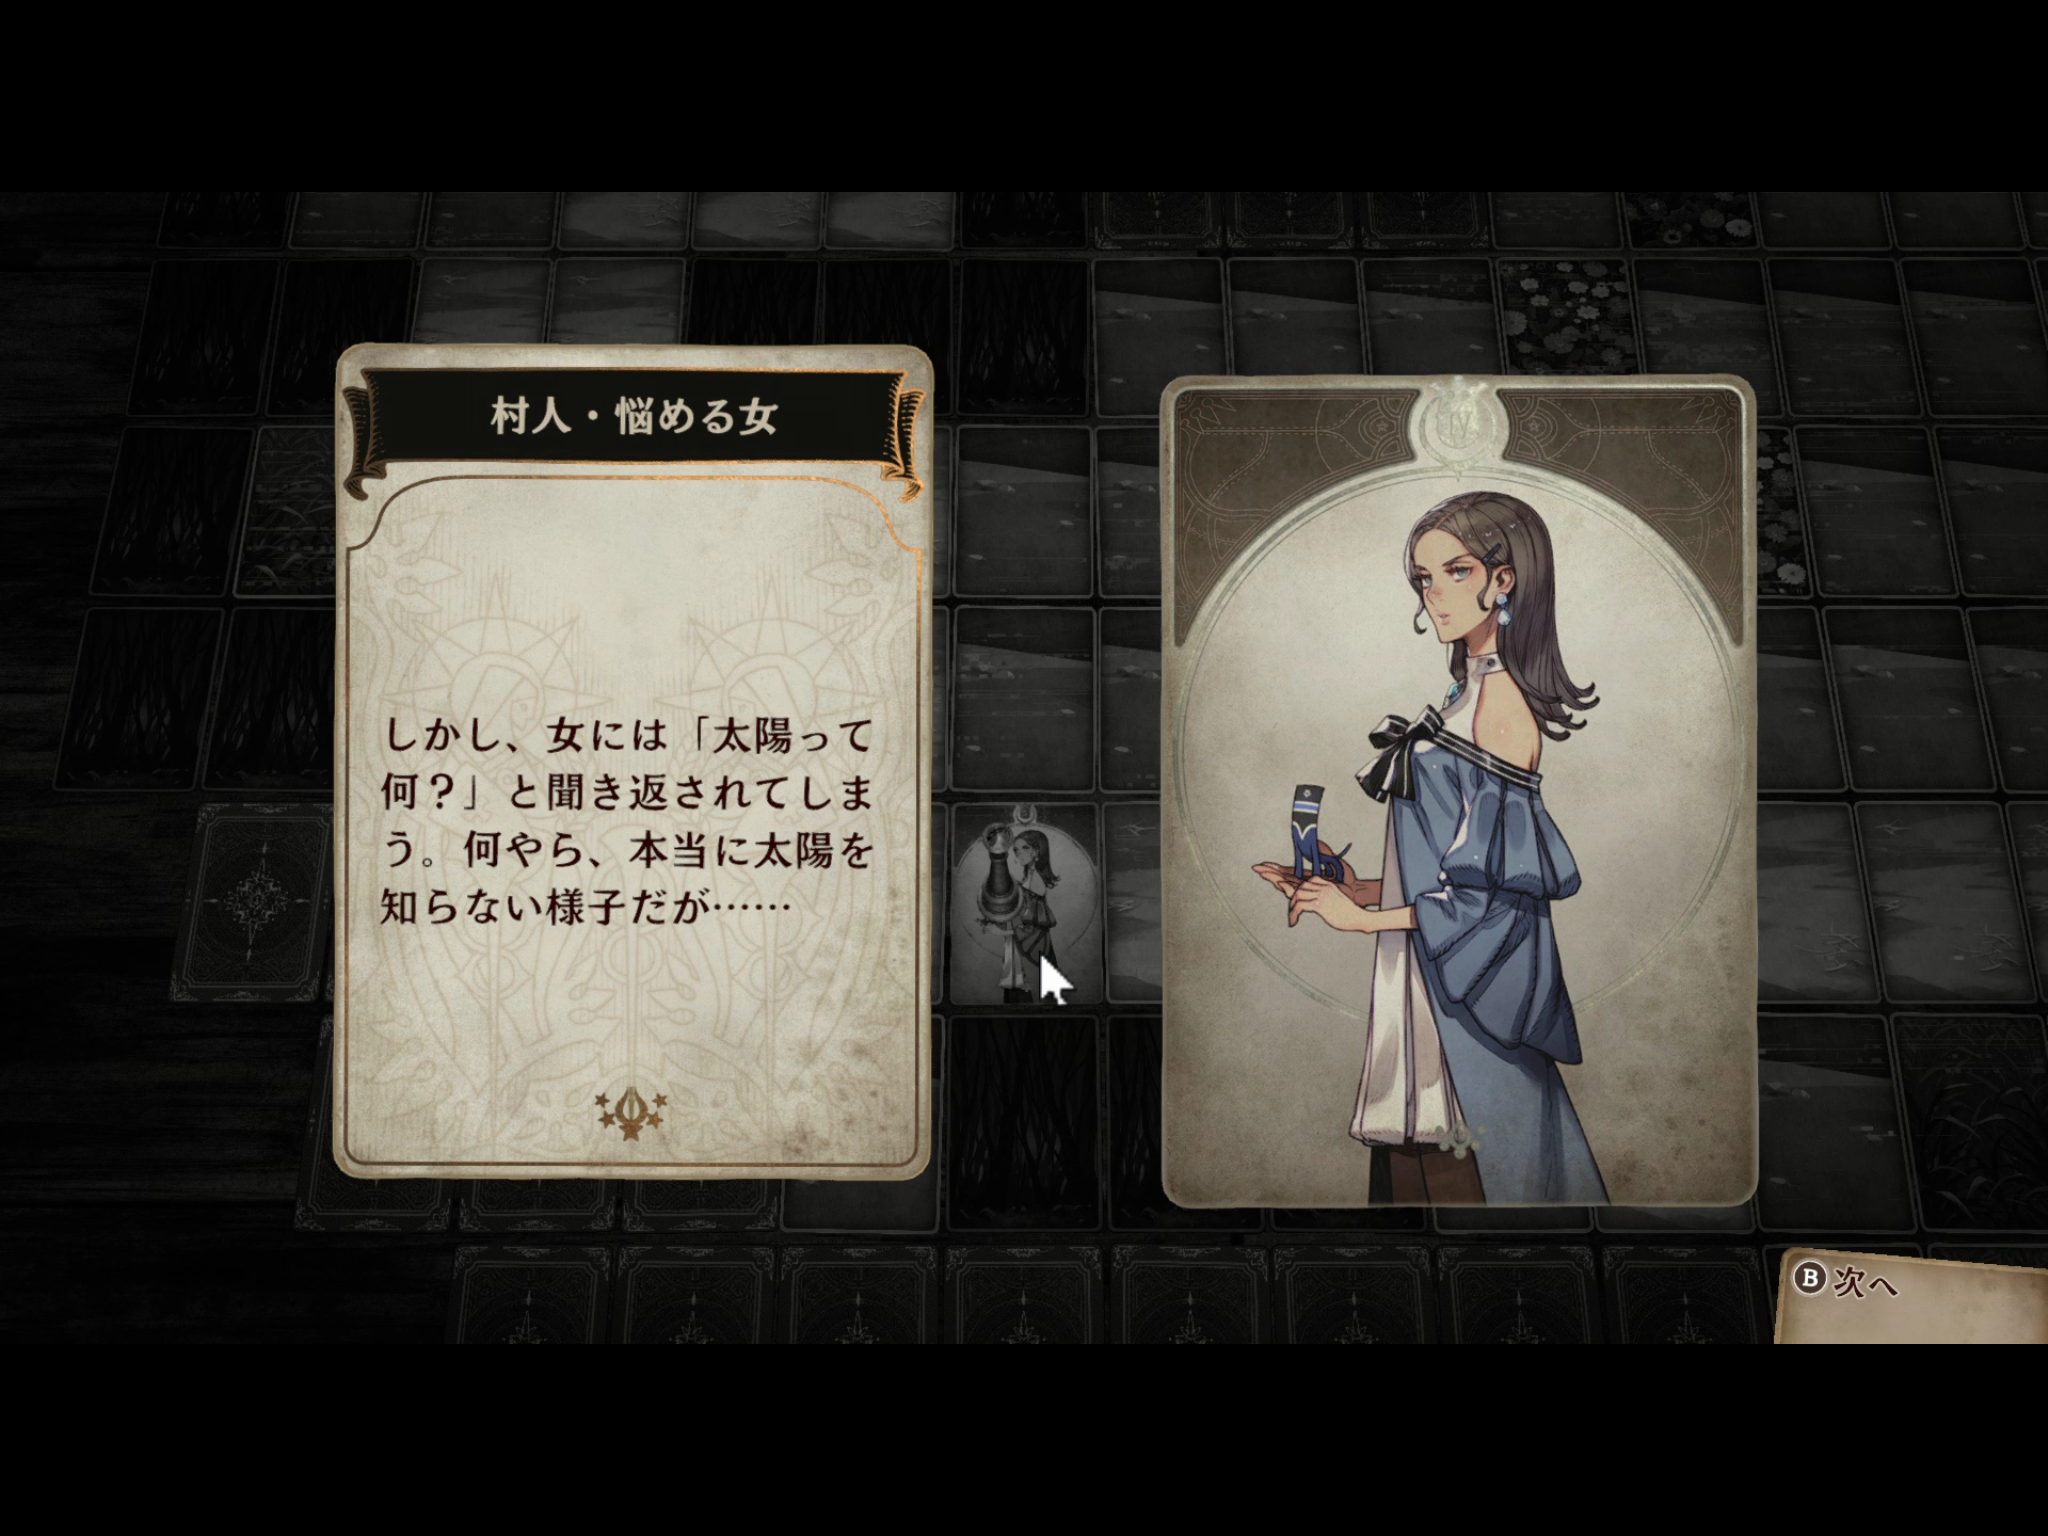 村人・悩める女
しかし、女には「太陽って
何？」と聞き返されてしま
う。何やら、本当に太陽を
知らない様子だが……
B次へ